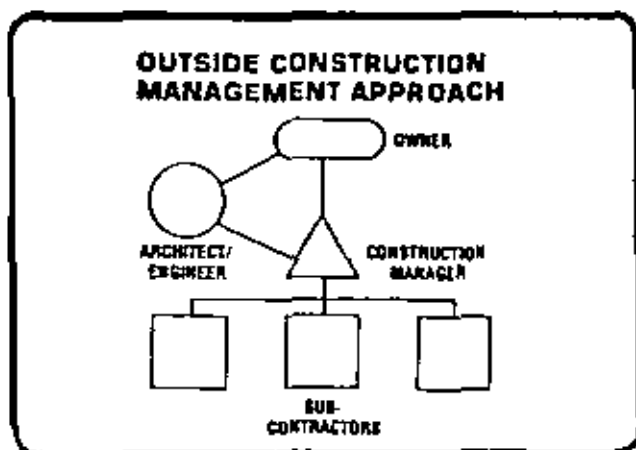 OUTSIDE CONSTRUCTION
MANAGEMENT APPROACH
OWNER
ARCHITECT/
ENGINEER
CONSTRUCTION
MANAGER
SUB-
CONTRACTORS